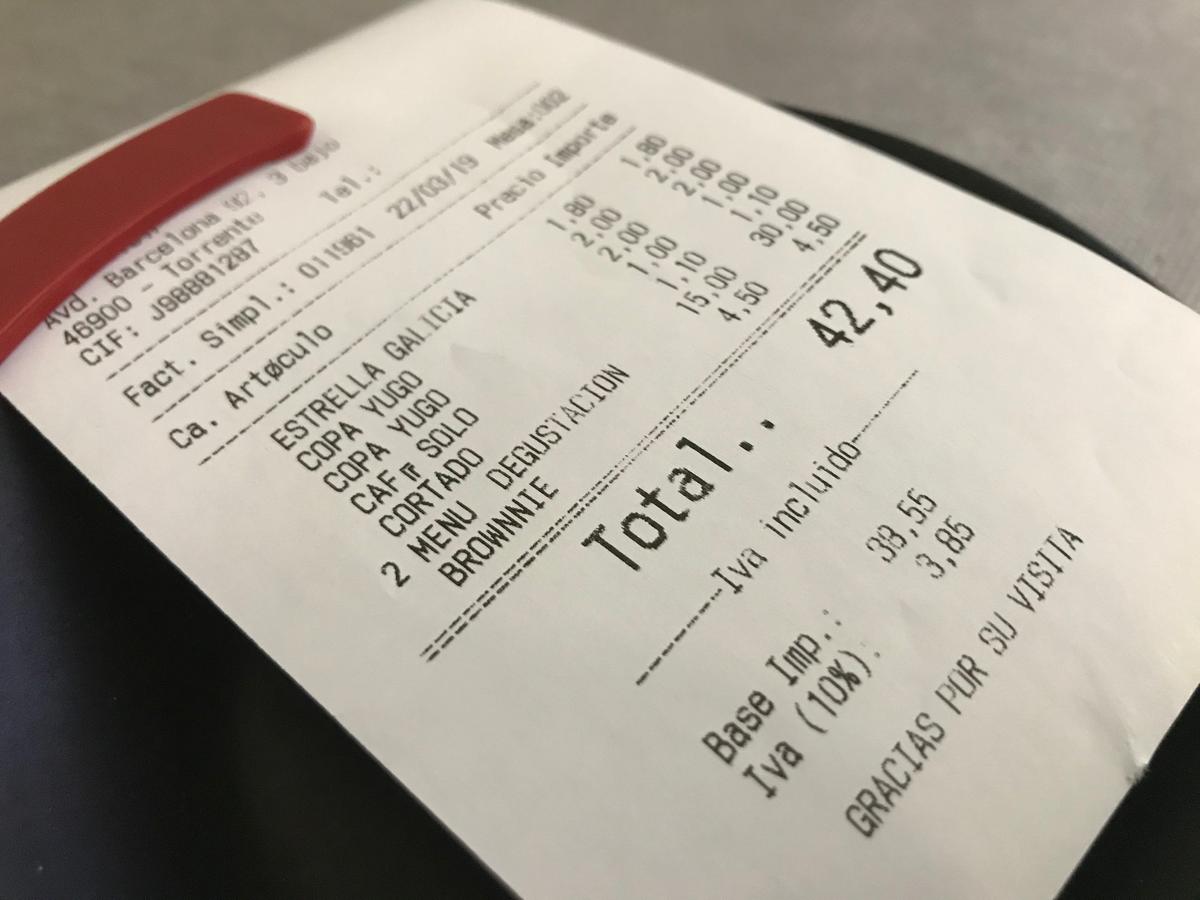 Avd. Barcelona 3 bajo
46900 - Torrente Tel.:
CIF: J98881287
Fact. Simpl.: 011981 22/03/19 Mesa:002
Ca. Artøculo Precio Importe
ESTRELLA GALICIA 1,80 1,80
COPA YUGO 2,00 2,00
COPA YUGO 2,00 2,00
CAF╓ SOLO 1,00 1,00
CORTADO 1,10 1,10
2 MENU DEGUSTACION 15,00 30,00
BROWNNIE 4,50 4,50
Total.. 42,40
Iva incluido
Base Imp.: 38,55
Iva (10%): 3,85
GRACIAS POR SU VISITA